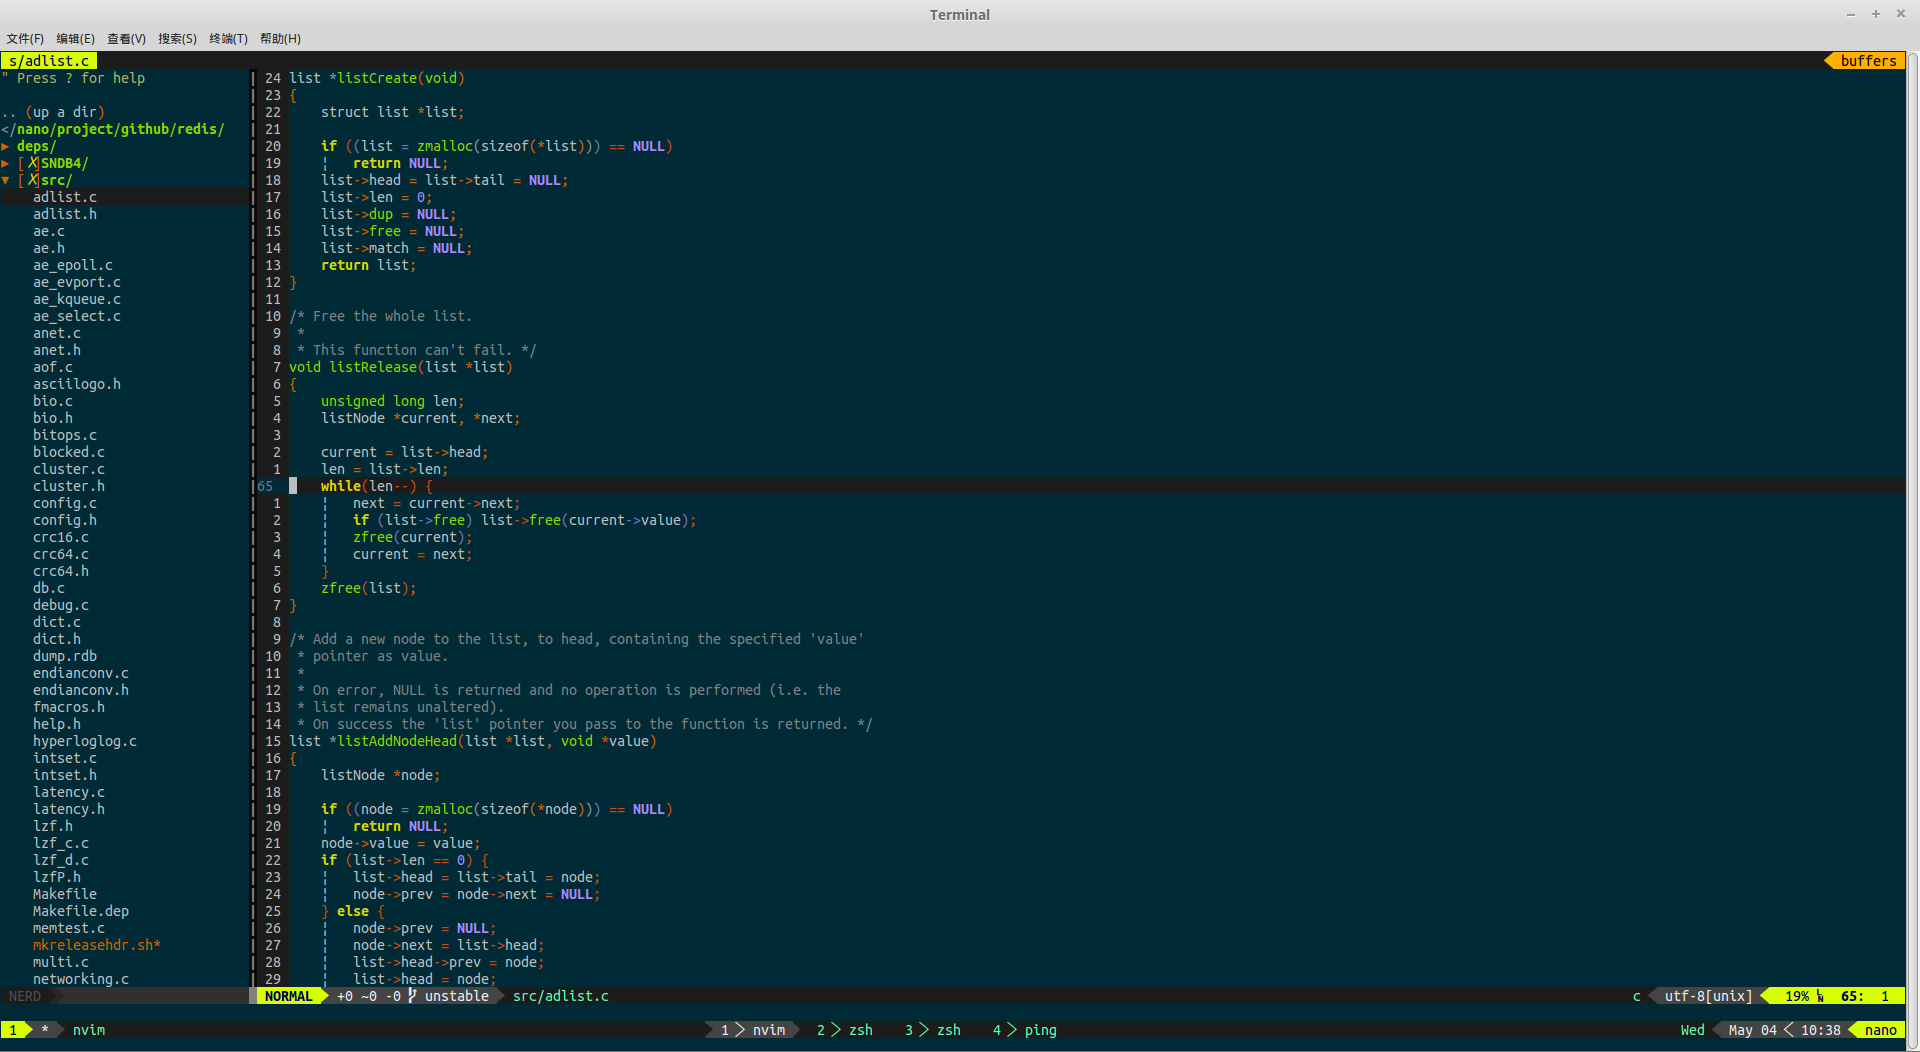 Terminal
文件(F) 编辑(E) 查看(V) 搜索(S) 终端(T) 帮助(H)
s/adlist.c
buffers
" Press ? for help
.. (up a dir)
</nano/project/github/redis/
▸ deps/
▸ [✗]SNDB4/
▾ [✗]src/
adlist.c
adlist.h
ae.c
ae.h
ae_epoll.c
ae_evport.c
ae_kqueue.c
ae_select.c
anet.c
anet.h
aof.c
asciilogo.h
bio.c
bio.h
bitops.c
blocked.c
cluster.c
cluster.h
config.c
config.h
crc16.c
crc64.c
crc64.h
db.c
debug.c
dict.c
dict.h
dump.rdb
endianconv.c
endianconv.h
fmacros.h
help.h
hyperloglog.c
intset.c
intset.h
latency.c
latency.h
lzf.h
lzf_c.c
lzf_d.c
lzfP.h
Makefile
Makefile.dep
memtest.c
mkreleasehdr.sh*
multi.c
networking.c
24 list *listCreate(void)
23 {
22     struct list *list;
21
20     if ((list = zmalloc(sizeof(*list))) == NULL)
19     ¦   return NULL;
18     list->head = list->tail = NULL;
17     list->len = 0;
16     list->dup = NULL;
15     list->free = NULL;
14     list->match = NULL;
13     return list;
12 }
11
10 /* Free the whole list.
9  *
8  * This function can't fail. */
7 void listRelease(list *list)
6 {
5     unsigned long len;
4     listNode *current, *next;
3
2     current = list->head;
1     len = list->len;
65     while(len--) {
1     ¦   next = current->next;
2     ¦   if (list->free) list->free(current->value);
3     ¦   zfree(current);
4     ¦   current = next;
5     }
6     zfree(list);
7 }
8
9 /* Add a new node to the list, to head, containing the specified 'value'
10  * pointer as value.
11  *
12  * On error, NULL is returned and no operation is performed (i.e. the
13  * list remains unaltered).
14  * On success the 'list' pointer you pass to the function is returned. */
15 list *listAddNodeHead(list *list, void *value)
16 {
17     listNode *node;
18
19     if ((node = zmalloc(sizeof(*node))) == NULL)
20     ¦   return NULL;
21     node->value = value;
22     if (list->len == 0) {
23     ¦   list->head = list->tail = node;
24     ¦   node->prev = node->next = NULL;
25     } else {
26     ¦   node->prev = NULL;
27     ¦   node->next = list->head;
28     ¦   list->head->prev = node;
29     ¦   list->head = node;
NERD
NORMAL +0 ~0 -0 unstable src/adlist.c
c utf-8[unix] 19% 65: 1
1 * nvim
1 nvim 2 zsh 3 zsh 4 ping
Wed May 04 10:38 nano